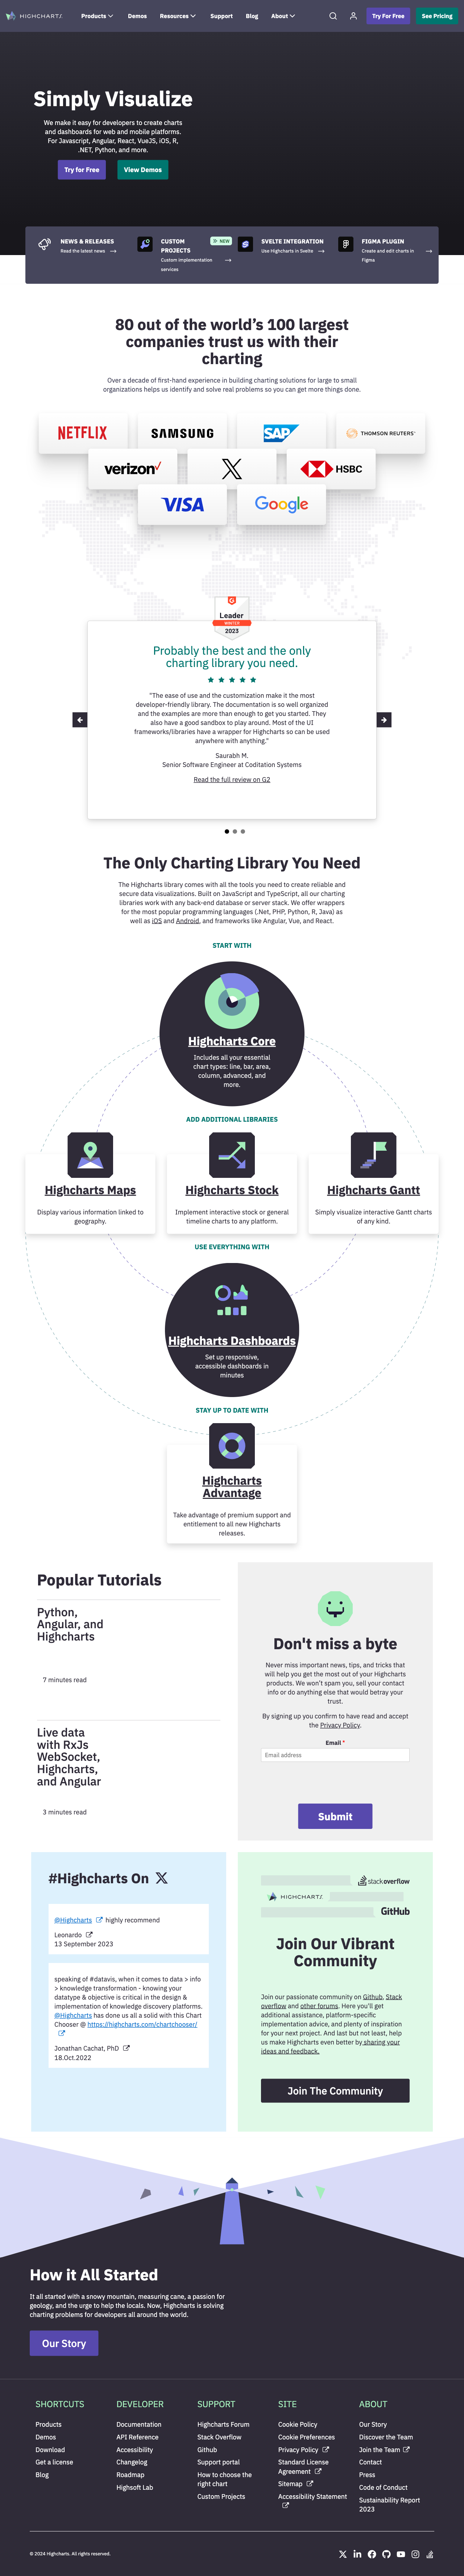 HIGHCHARTS
Products
Demos
Resources
Support
Blog
About
Try For Free
See Pricing
Simply Visualize
We make it easy for developers to create charts
and dashboards for web and mobile platforms.
For Javascript, Angular, React, VueJS, iOS, R,
.NET, Python, and more.
Try for Free
View Demos
NEWS & RELEASES
Read the latest news
CUSTOM
PROJECTS
NEW
Custom implementation
services
SVELTE INTEGRATION
Use Highcharts in Svelte
FIGMA PLUGIN
Create and edit charts in
Figma
80 out of the world's 100 largest
companies trust us with their
charting
Over a decade of first-hand experience in building charting solutions for large to small
organizations helps us identify and solve real problems so you can get more things done.
NETFLIX
SAMSUNG
SAP
THOMSON REUTERS
verizon
X
HSBC
VISA
Google
Leader
WINTER
2023
Probably the best and the only
charting library you need.
"The ease of use and the customization make it the most
developer-friendly library. The documentation is so well organized
and the examples are more than enough to get you started. They
also have a good sandbox to play around. Most of the UI
frameworks/libraries have a wrapper for Highcharts so can be used
anywhere with anything."
Saurabh M.
Senior Software Engineer at Coditation Systems
Read the full review on G2
The Only Charting Library You Need
The Highcharts library comes with all the tools you need to create reliable and
secure data visualizations. Built on JavaScript and TypeScript, all our charting
libraries work with any back-end database or server stack. We offer wrappers
for the most popular programming languages (.Net, PHP, Python, R, Java) as
well as iOS and Android, and frameworks like Angular, Vue, and React.
START WITH
Highcharts Core
Includes all your essential
chart types: line, bar, area,
column, advanced, and
more.
ADD ADDITIONAL LIBRARIES
Highcharts Maps
Display various information linked to
geography.
Highcharts Stock
Implement interactive stock or general
timeline charts to any platform.
Highcharts Gantt
Simply visualize interactive Gantt charts
of any kind.
USE EVERYTHING WITH
Highcharts Dashboards
Set up responsive,
accessible dashboards in
minutes
STAY UP TO DATE WITH
Highcharts
Advantage
Take advantage of premium support and
entitlement to all new Highcharts
releases.
Popular Tutorials
Python,
Angular, and
Highcharts
7 minutes read
Live data
with RxJs
WebSocket,
Highcharts,
and Angular
3 minutes read
Don't miss a byte
Never miss important news, tips, and tricks that
will help you get the most out of your Highcharts
products. We won't spam you, sell your contact
info or do anything else that would betray your
trust.
By signing up you confirm to have read and accept
the Privacy Policy.
Email *
Email address
Submit
#Highcharts On X
@Highcharts highly recommend
Leonardo
13 September 2023
speaking of #datavis, when it comes to data > info
> knowledge transformation - knowing your
datatype & objective is critical in the design &
implementation of knowledge discovery platforms.
@Highcharts has done us all a solid with this Chart
Chooser @ https://highcharts.com/chartchooser/
Jonathan Cachat, PhD
18.Oct.2022
stackoverflow
HIGHCHARTS
GitHub
Join Our Vibrant
Community
Join our passionate community on Github, Stack
overflow and other forums. Here you'll get
additional assistance, platform-specific
implementation advice, and plenty of inspiration
for your next project. And last but not least, help
us make Highcharts even better by sharing your
ideas and feedback.
Join The Community
How it All Started
It all started with a snowy mountain, measuring cane, a passion for
geology, and the urge to help the locals. Now, Highcharts is solving
charting problems for developers all around the world.
Our Story
SHORTCUTS
Products
Demos
Download
Get a license
Blog
DEVELOPER
Documentation
API Reference
Accessibility
Changelog
Roadmap
Highsoft Lab
SUPPORT
Highcharts Forum
Stack Overflow
Github
Support portal
How to choose the
right chart
Custom Projects
SITE
Cookie Policy
Cookie Preferences
Privacy Policy
Standard License
Agreement
Sitemap
Accessibility Statement
ABOUT
Our Story
Discover the Team
Join the Team
Contact
Press
Code of Conduct
Sustainability Report
2023
© 2024 Highcharts. All rights reserved.